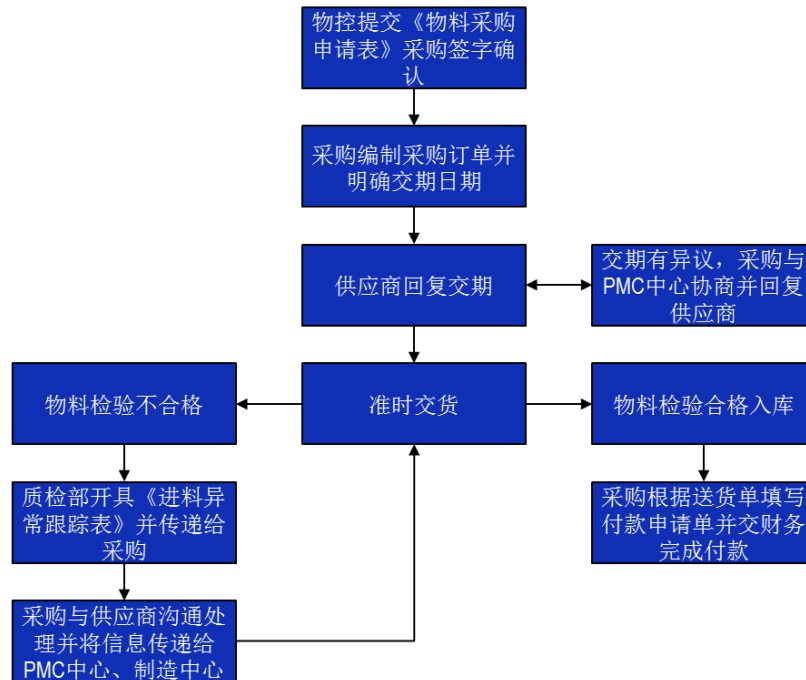 物控提交《物料采购
申请表》采购签字确
认
采购编制采购订单并
明确交期日期
供应商回复交期
交期有异议，采购与
PMC中心协商并回复
供应商
物料检验不合格
准时交货
物料检验合格入库
质检部开具《进料异
常跟踪表》并传递给
采购
采购根据送货单填写
付款申请单并交财务
完成付款
采购与供应商沟通处
理并将信息传递给
PMC中心、制造中心